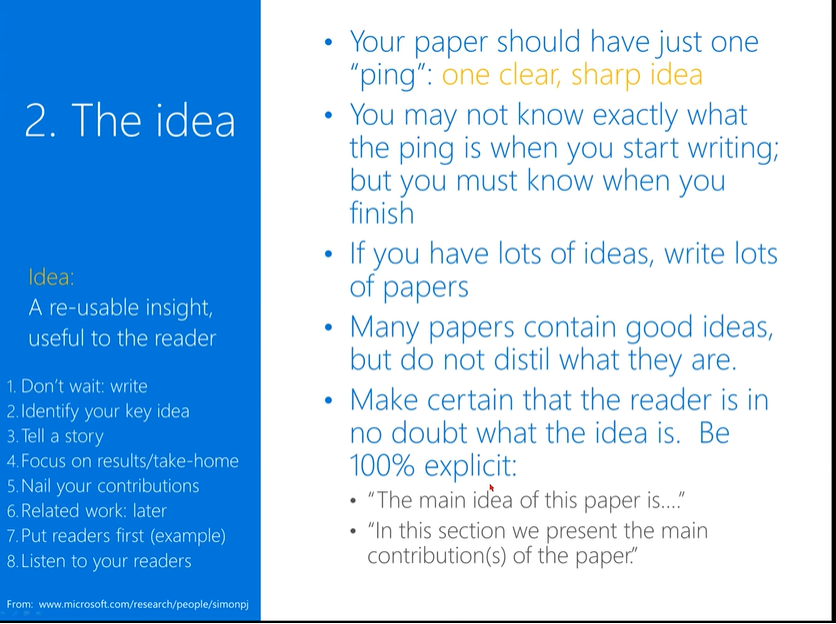 2. The idea
Idea:
A re-usable insight,
useful to the reader
1. Don't wait: write
2. Identify your key idea
3. Tell a story
4. Focus on results/take-home
5. Nail your contributions
6. Related work: later
7. Put readers first (example)
8. Listen to your readers
From: www.microsoft.com/research/people/simonpj
• Your paper should have just one
“ping”: one clear, sharp idea
• You may not know exactly what
the ping is when you start writing;
but you must know when you
finish
• If you have lots of ideas, write lots
of papers
• Many papers contain good ideas,
but do not distil what they are.
• Make certain that the reader is in
no doubt what the idea is. Be
100% explicit:
• “The main idea of this paper is....”
• “In this section we present the main
contribution(s) of the paper.”